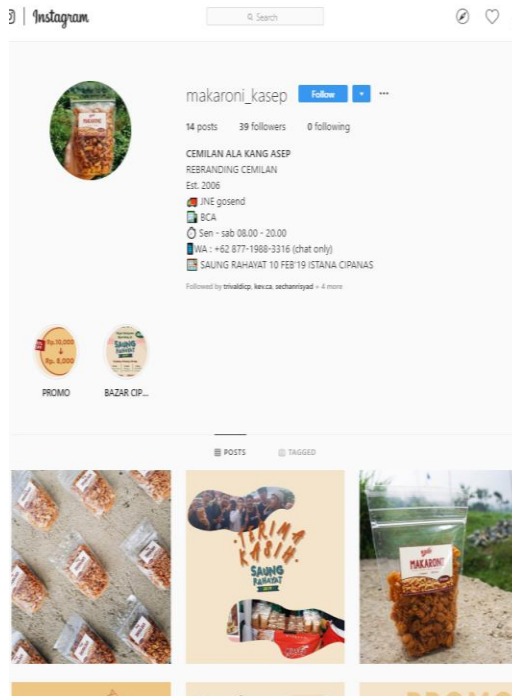 Instagram
Search
makaroni_kasep
Follow
14 posts 39 followers 0 following
CEMILAN ALA KANG ASEP
REBRANDING CEMILAN
Est. 2006
JNE gosend
BCA
Sen - sab 08.00 - 20.00
WA : +62 877-1988-3316 (chat only)
SAUNG RAHAYAT 10 FEB'19 ISTANA CIPANAS
Followed by trivaldicp, kev.ca, sechanrisyad + 4 more
Rp.10,000
Rp. 8,000
SAUNG
RAHAYAT
PROMO BAZAR CIP...
POSTS TAGGED
TERIMA
KASIH
SAUNG
RAHAYAT
MAKARONI
PROMO